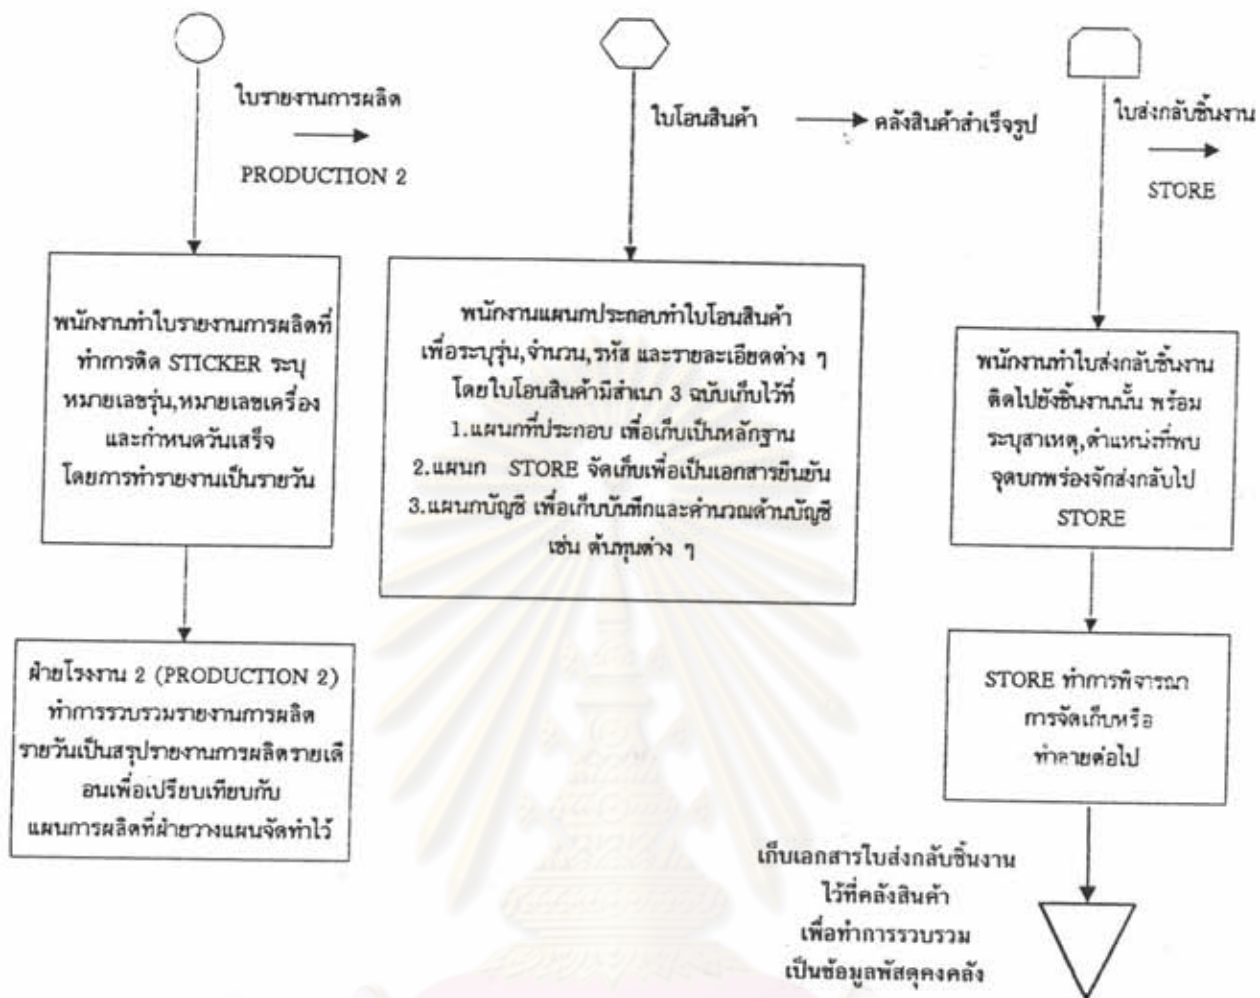 ใบรายงานการผลิต
PRODUCTION 2
พนักงานทำใบรายงานการผลิตที่
ทำการติด STICKER ระบุ
หมายเลขรุ่น,หมายเลขเครื่อง
และกำหนดวันเสร็จ
โดยการทำรายงานเป็นรายวัน
ฝ่ายโรงงาน 2 (PRODUCTION 2)
ทำการรวบรวมรายงานการผลิต
รายวันเป็นสรุปรายงานการผลิตรายเดื
อนเพื่อเปรียบเทียบกับ
แผนการผลิตที่ฝ่ายวางแผนจัดทำไว้
ใบโอนสินค้า
คลังสินค้าสำเร็จรูป
พนักงานแผนกประกอบทำใบโอนสินค้า
เพื่อระบุรุ่น,จำนวน,รหัส และรายละเอียดต่าง ๆ
โดยใบโอนสินค้ามีสำเนา 3 ฉบับเก็บไว้ที่
1.แผนกที่ประกอบ เพื่อเก็บเป็นหลักฐาน
2.แผนก STORE จัดเก็บเพื่อเป็นเอกสารยืนยัน
3.แผนกบัญชี เพื่อเก็บบันทึกและคำนวณด้านบัญชี
เช่น ต้นทุนต่าง ๆ
ใบส่งกลับชิ้นงาน
STORE
พนักงานทำใบส่งกลับชิ้นงาน
ติดไปยังชิ้นงานนั้น พร้อม
ระบุสาเหตุ,ตำแหน่งที่พบ
จุดบกพร่องจักส่งกลับไป
STORE
STORE ทำการพิจารณา
การจัดเก็บหรือ
ทำลายต่อไป
เก็บเอกสารใบส่งกลับชิ้นงาน
ไว้ที่คลังสินค้า
เพื่อทำการรวบรวม
เป็นข้อมูลพัสดุคงคลัง